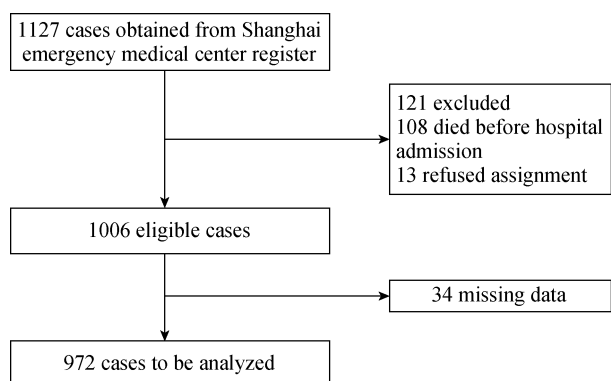 1127 cases obtained from Shanghai
emergency medical center register
121 excluded
108 died before hospital
admission
13 refused assignment
1006 eligible cases
34 missing data
972 cases to be analyzed